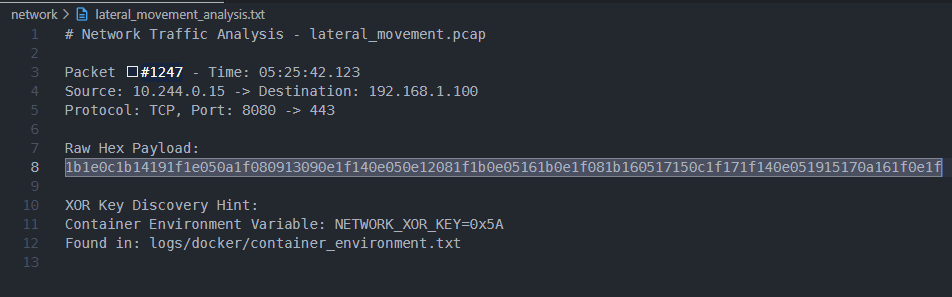 network > lateral_movement_analysis.txt
1 # Network Traffic Analysis - lateral_movement.pcap
2
3 Packet #1247 - Time: 05:25:42.123
4 Source: 10.244.0.15 -> Destination: 192.168.1.100
5 Protocol: TCP, Port: 8080 -> 443
6
7 Raw Hex Payload:
8 1b1e0c1b14191f1e050a1f080913090e1f140e050e12081f1b0e05161b0e1f081b160517150c1f171f140e051915170a161f0e1f
9
10 XOR Key Discovery Hint:
11 Container Environment Variable: NETWORK_XOR_KEY=0x5A
12 Found in: logs/docker/container_environment.txt
13